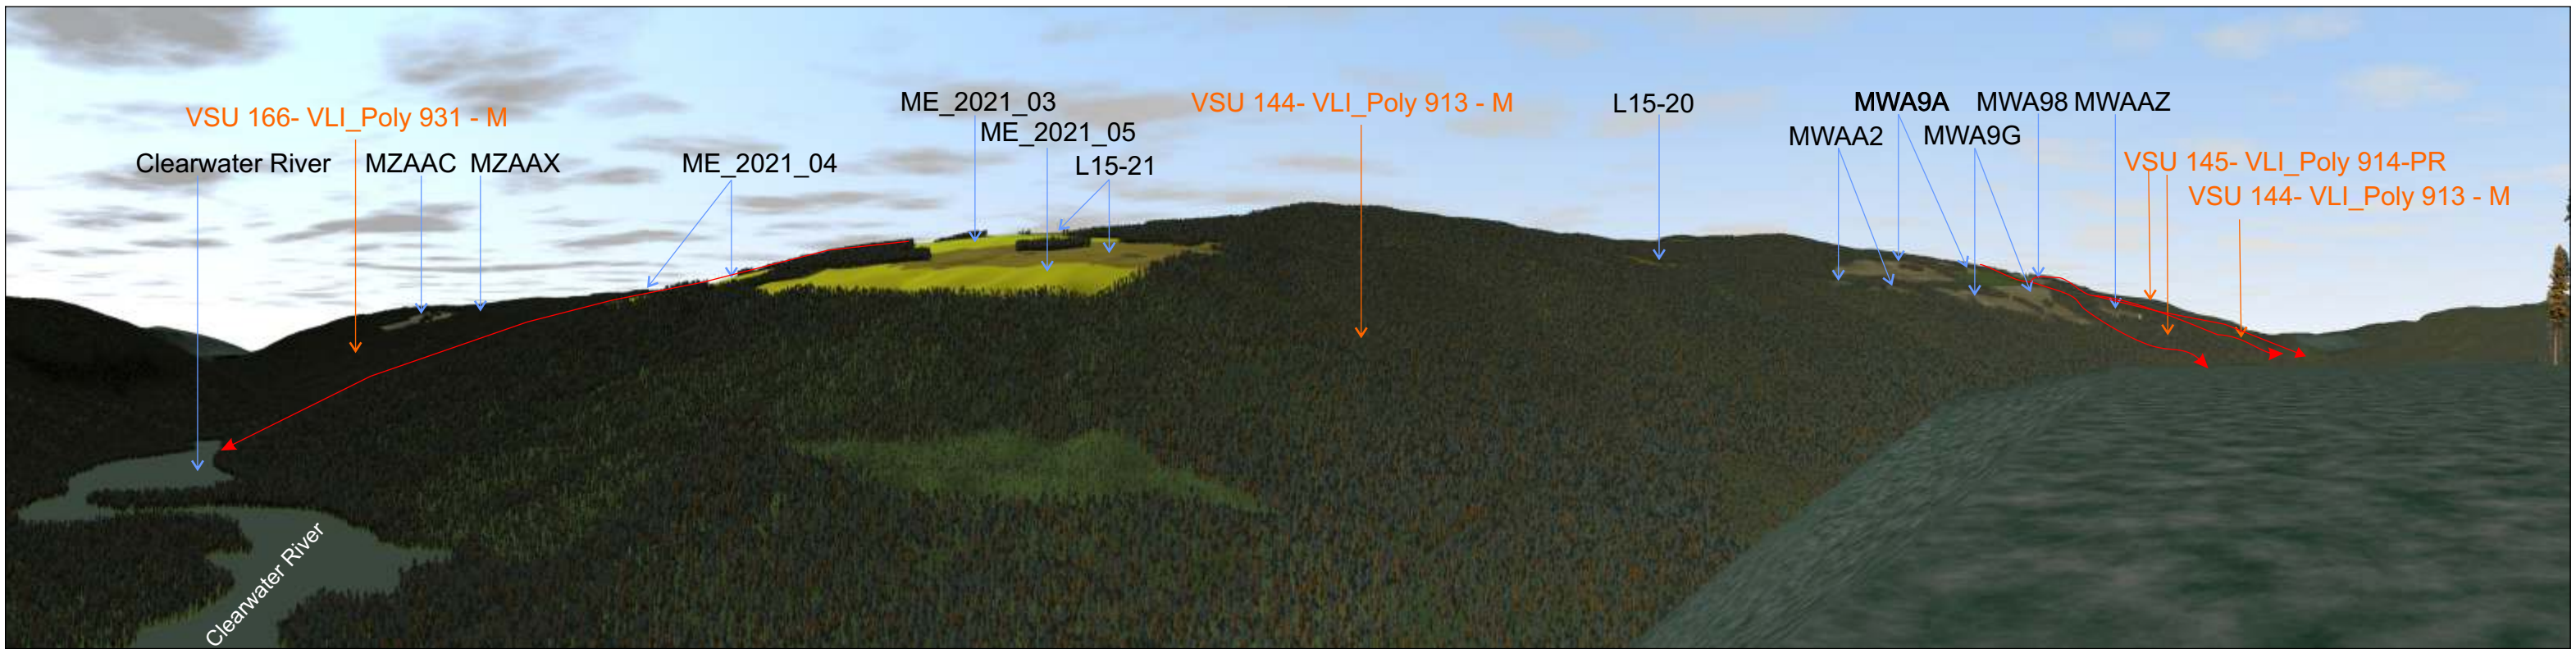 VSU 166- VLI_Poly 931 - M
Clearwater River
MZAAC
MZAAX
ME_2021_04
ME_2021_03
ME_2021_05
L15-21
VSU 144- VLI_Poly 913 - M
L15-20
MWAA2
MWA9A
MWA9G
MWA98
MWAAZ
VSU 145- VLI_Poly 914-PR
VSU 144- VLI_Poly 913 - M
Clearwater River